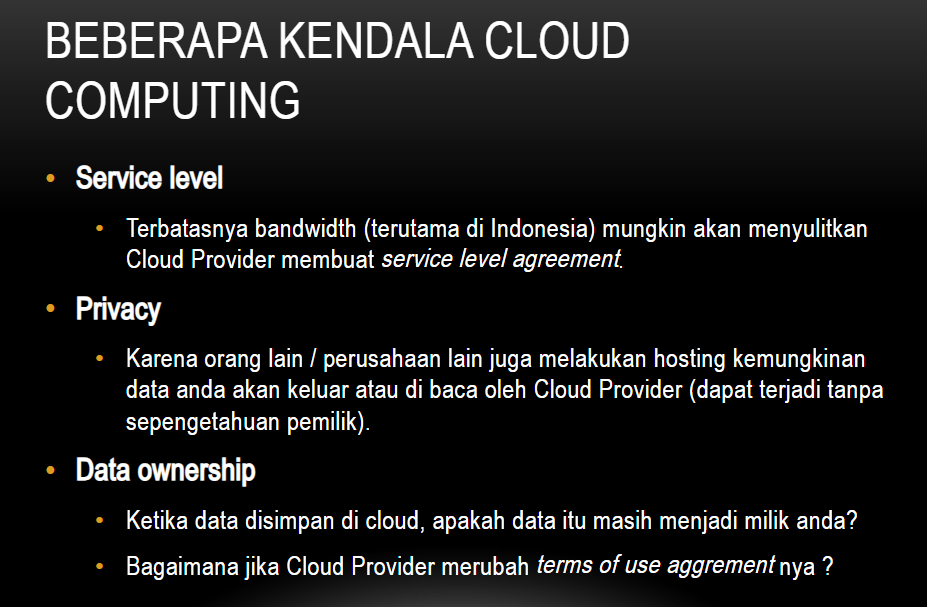 BEBERAPA KENDALA CLOUD
COMPUTING
• Service level
• Terbatasnya bandwidth (terutama di Indonesia) mungkin akan menyulitkan
Cloud Provider membuat service level agreement.
• Privacy
• Karena orang lain / perusahaan lain juga melakukan hosting kemungkinan
data anda akan keluar atau di baca oleh Cloud Provider (dapat terjadi tanpa
sepengetahuan pemilik).
• Data ownership
• Ketika data disimpan di cloud, apakah data itu masih menjadi milik anda?
• Bagaimana jika Cloud Provider merubah terms of use aggrement nya ?